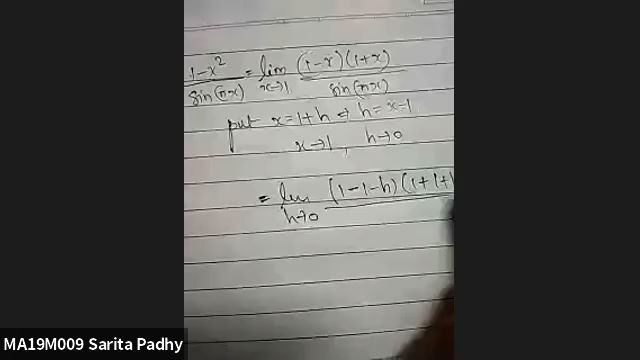 1-x² / sin(πx) = lim x→1 (1-x)(1+x) / sin(πx)
put x=1+h ⇒ h=x-1
x→1, h→0
= lim h→0 (1-1-h)(1+1+
MA19M009 Sarita Padhy